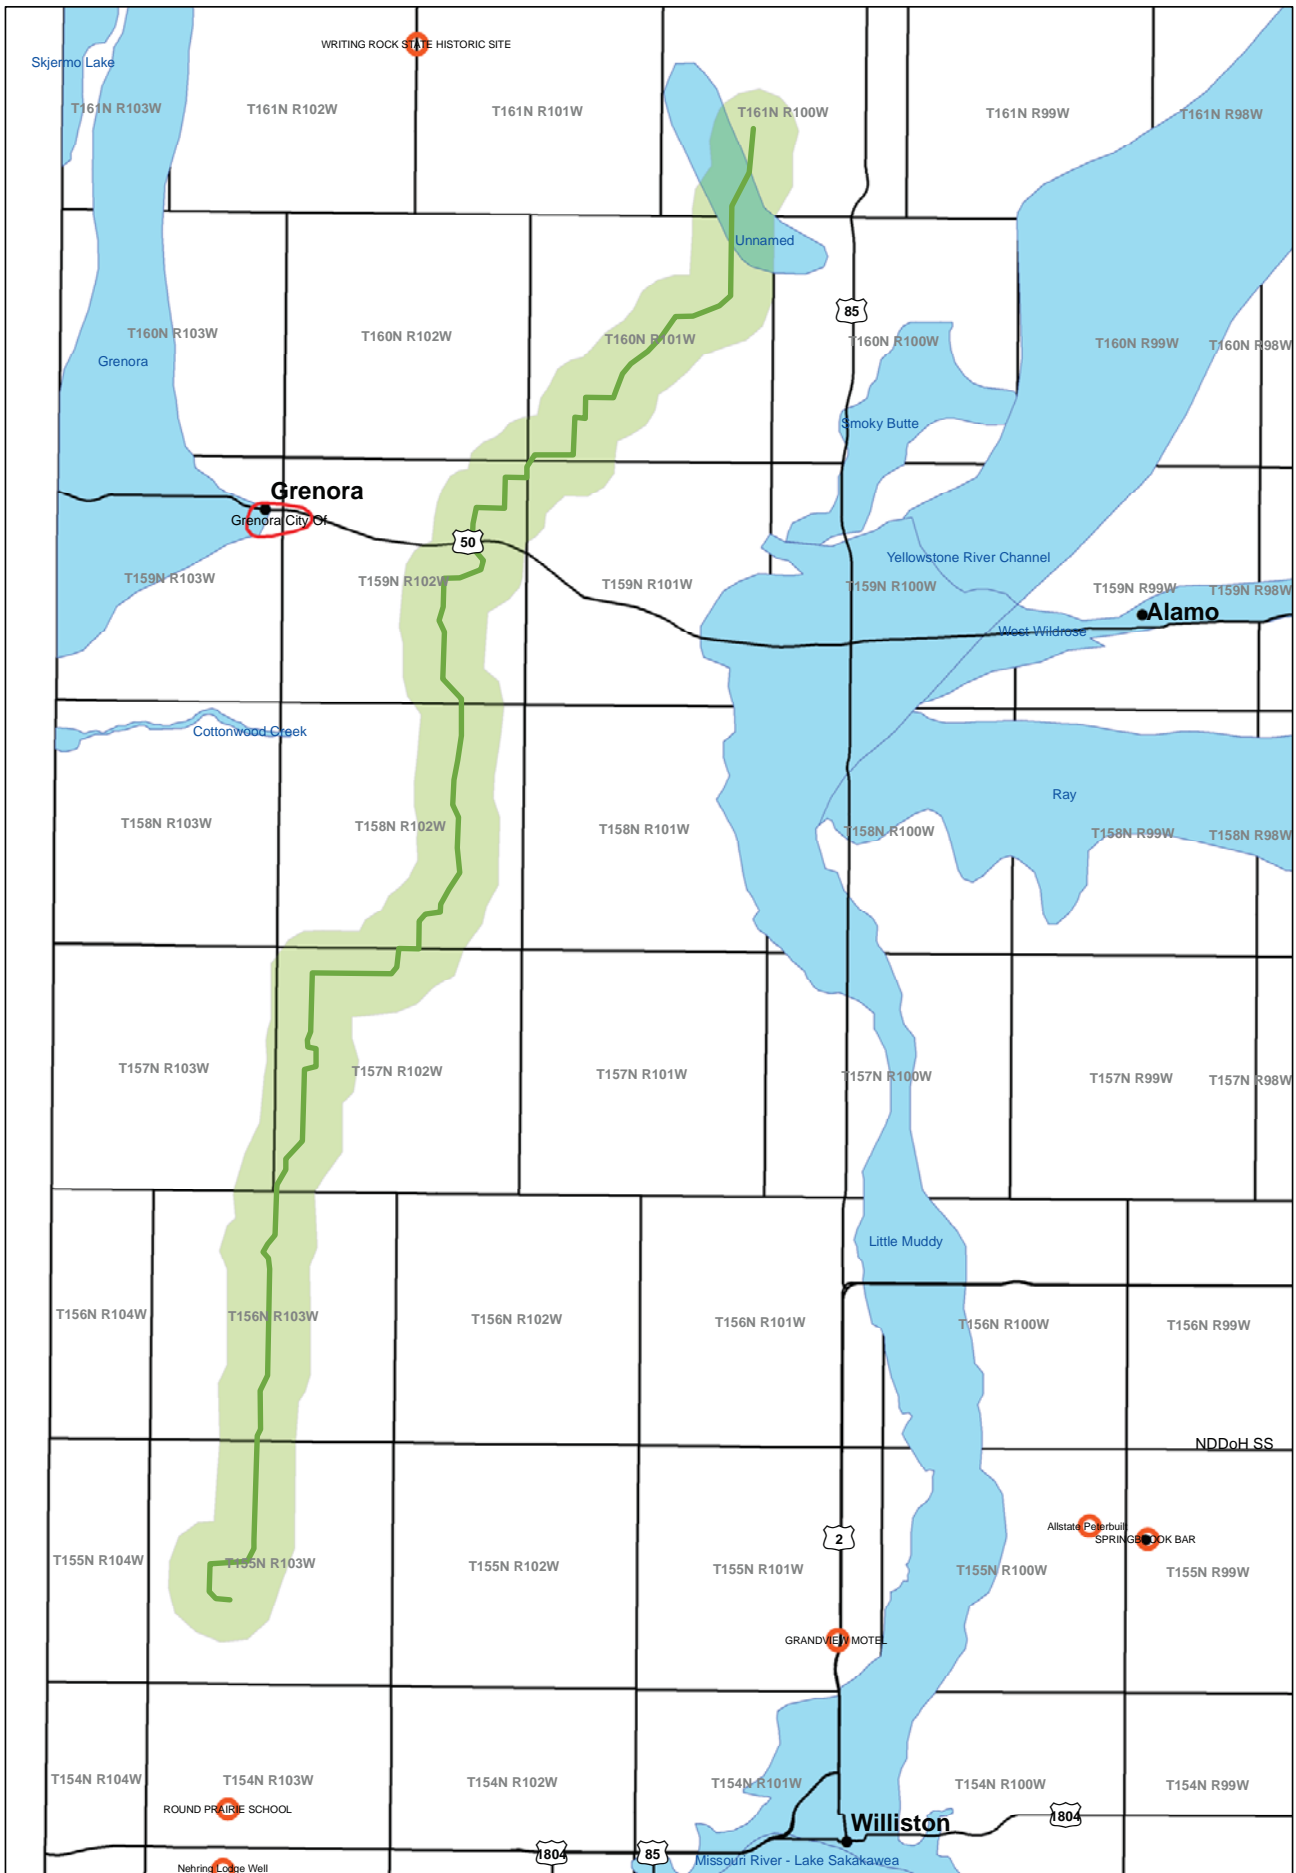 WRITING ROCK STATE HISTORIC SITE
Skjermo Lake
T161N R103W
T161N R102W
T161N R101W
T161N R100W
T161N R99W
T161N R98W
Unnamed
85
T160N R103W
T160N R102W
T160N R101W
T160N R100W
T160N R99W
T160N R98W
Grenora
Smoky Butte
Grenora
Grenora City Of
50
Yellowstone River Channel
T159N R103W
T159N R102W
T159N R101W
T159N R100W
T159N R99W
T159N R98W
Alamo
West Wildrose
Cottonwood Creek
Ray
T158N R103W
T158N R102W
T158N R101W
T158N R100W
T158N R99W
T158N R98W
T157N R103W
T157N R102W
T157N R101W
T157N R100W
T157N R99W
T157N R98W
Little Muddy
T156N R104W
T156N R103W
T156N R102W
T156N R101W
T156N R100W
T156N R99W
NDDoH SS
Allstate Peterbuilt
SPRINGBROOK BAR
2
T155N R104W
T155N R103W
T155N R102W
T155N R101W
T155N R100W
T155N R99W
GRANDVIEW MOTEL
T154N R104W
T154N R103W
T154N R102W
T154N R101W
T154N R100W
T154N R99W
ROUND PRAIRIE SCHOOL
1804
Williston
1804
85
Missouri River - Lake Sakakawea
Nehring Lodge Well